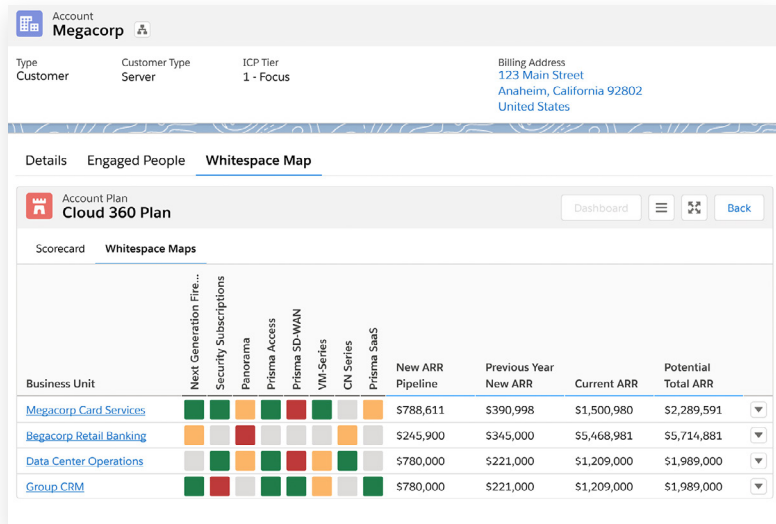 Account
Megacorp
Type
Customer
Customer Type
Server
ICP Tier
1 - Focus
Billing Address
123 Main Street
Anaheim, California 92802
United States
Details Engaged People Whitespace Map
Account Plan
Cloud 360 Plan
Dashboard
Back
Scorecard Whitespace Maps
Business Unit
Next Generation Fire...
Security Subscriptions
Panorama
Prisma Access
Prisma SD-WAN
VM-Series
CN Series
Prisma SaaS
New ARR Pipeline
Previous Year New ARR
Current ARR
Potential Total ARR
Megacorp Card Services $788,611 $390,998 $1,500,980 $2,289,591
Begacorp Retail Banking $245,900 $345,000 $5,468,981 $5,714,881
Data Center Operations $780,000 $221,000 $1,209,000 $1,989,000
Group CRM $780,000 $221,000 $1,209,000 $1,989,000